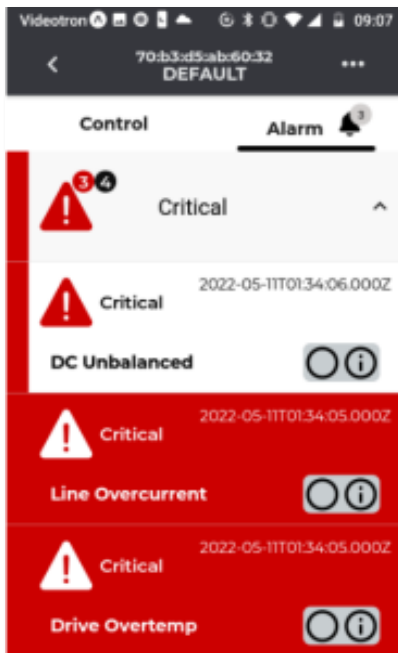 Videotron 09:07
70:b3:d5:ab:60:32
DEFAULT
Control
Alarm 3
3 4
Critical
2022-05-11T01:34:06.000Z
Critical
DC Unbalanced
2022-05-11T01:34:05.000Z
Critical
Line Overcurrent
2022-05-11T01:34:05.000Z
Critical
Drive Overtemp